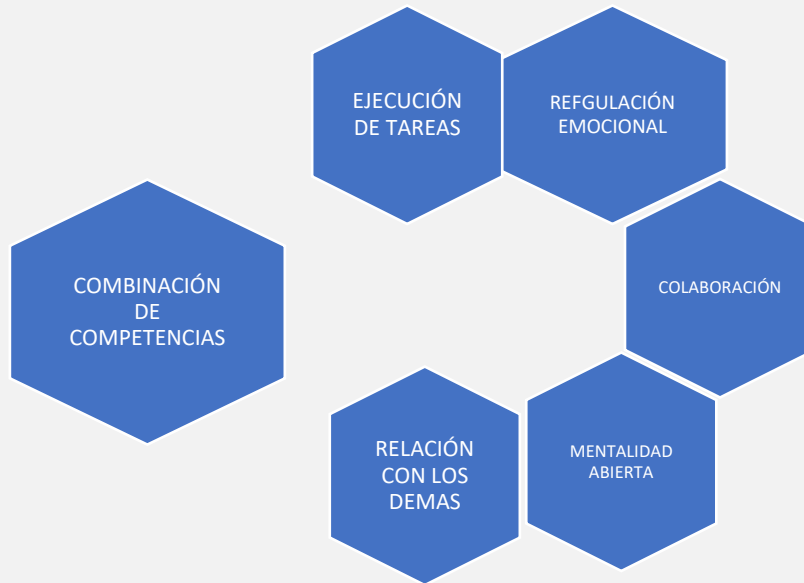 EJECUCIÓN
DE TAREAS
REFGULACIÓN
EMOCIONAL
COMBINACIÓN
DE
COMPETENCIAS
COLABORACIÓN
RELACIÓN
CON LOS
DEMAS
MENTALIDAD
ABIERTA